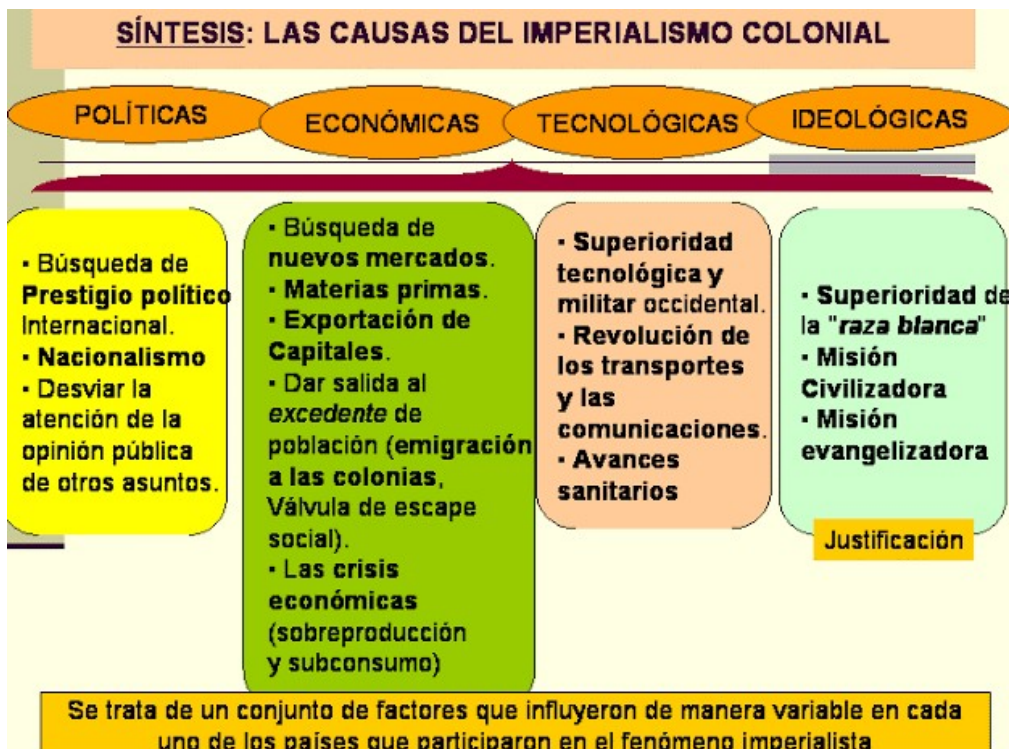 SÍNTESIS: LAS CAUSAS DEL IMPERIALISMO COLONIAL
POLÍTICAS
ECONÓMICAS
TECNOLÓGICAS
IDEOLÓGICAS
▪ Búsqueda de
Prestigio político
Internacional.
▪ Nacionalismo
▪ Desviar la
atención de la
opinión pública
de otros asuntos.
▪ Búsqueda de
nuevos mercados.
▪ Materias primas.
▪ Exportación de
Capitales.
▪ Dar salida al
excedente de
población (emigración
a las colonias,
Válvula de escape
social).
▪ Las crisis
económicas
(sobreproducción
y subconsumo)
▪ Superioridad
tecnológica y
militar occidental.
▪ Revolución de
los transportes
y las
comunicaciones.
▪ Avances
sanitarios
▪ Superioridad de
la "raza blanca"
▪ Misión
Civilizadora
▪ Misión
evangelizadora
Justificación
Se trata de un conjunto de factores que influyeron de manera variable en cada
uno de los países que participaron en el fenómeno imperialista